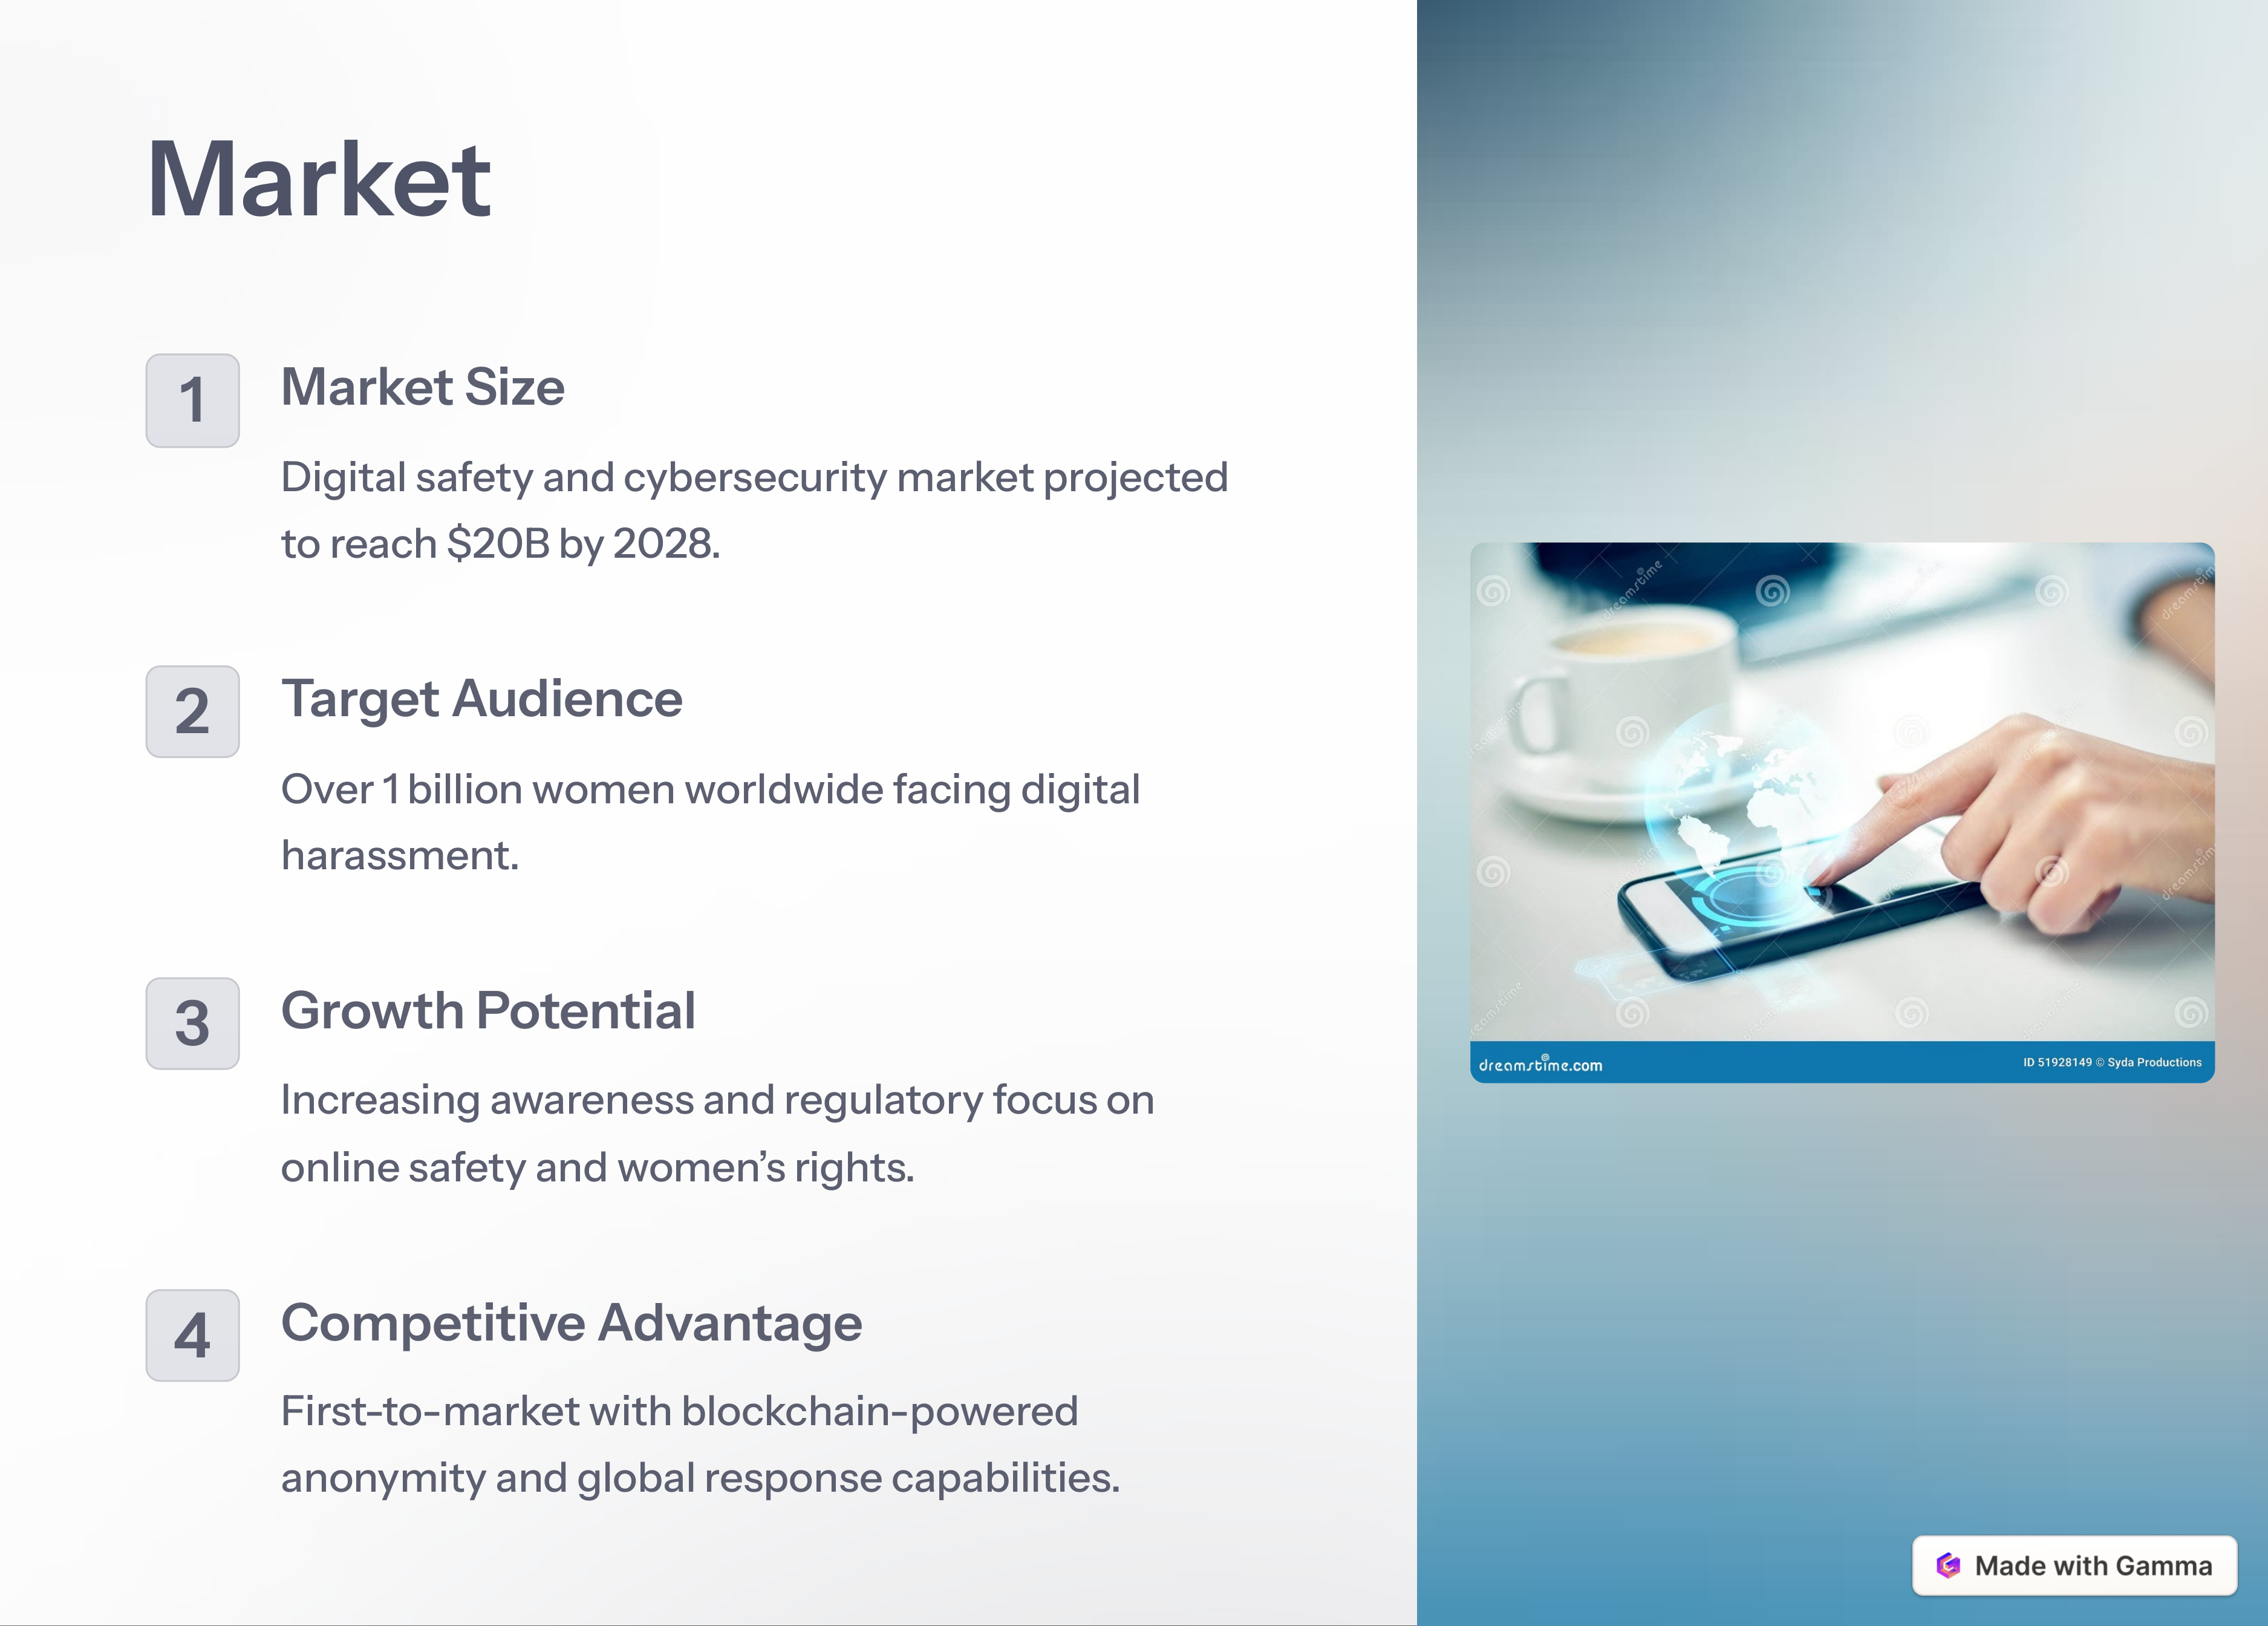 Market
1
Market Size
Digital safety and cybersecurity market projected
to reach $20B by 2028.
2
Target Audience
Over 1 billion women worldwide facing digital
harassment.
3
Growth Potential
Increasing awareness and regulatory focus on
online safety and women’s rights.
4
Competitive Advantage
First-to-market with blockchain-powered
anonymity and global response capabilities.
dreamstime
dreamstime
dreamstime.com
ID 51928149 © Syda Productions
Made with Gamma